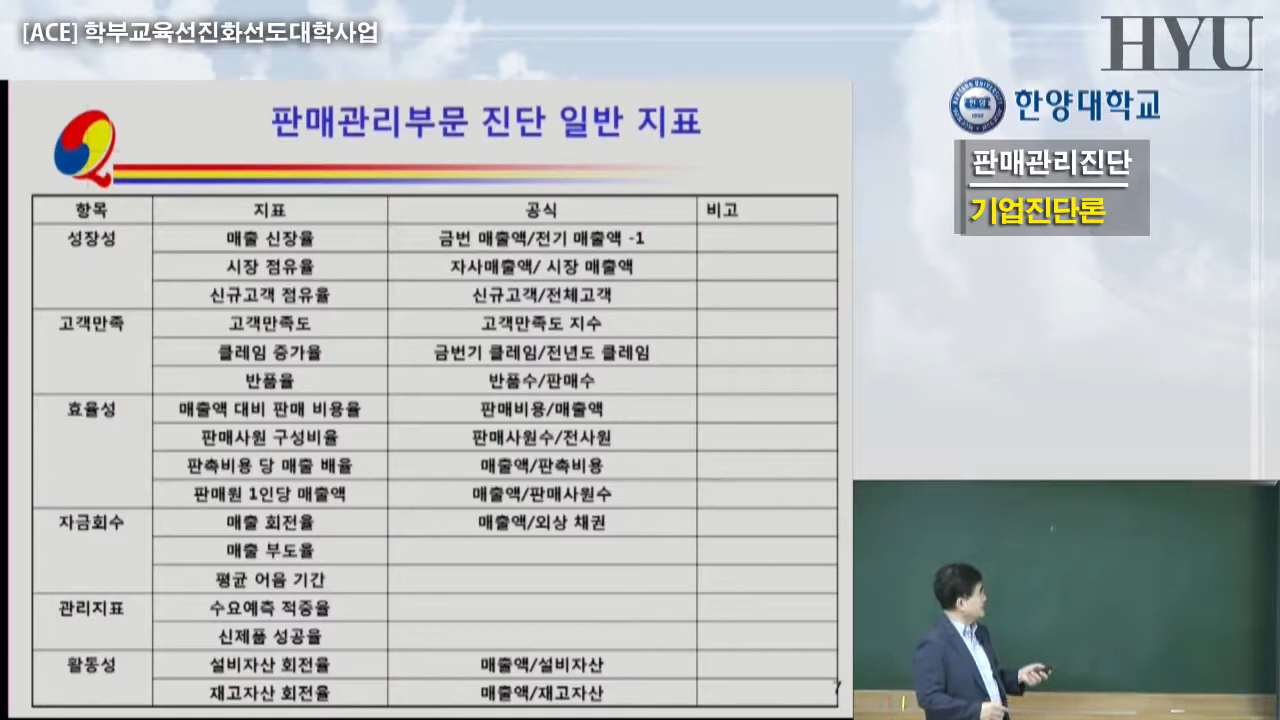 [ACE] 학부교육선진화선도대학사업
HYU
한양대학교
판매관리진단
기업진단론
판매관리부문 진단 일반 지표
항목 지표 공식 비고
성장성 매출 신장율 금번 매출액/전기 매출액 -1
시장 점유율 자사매출액/ 시장 매출액
신규고객 점유율 신규고객/전체고객
고객만족 고객만족도 고객만족도 지수
클레임 증가율 금번기 클레임/전년도 클레임
반품율 반품수/판매수
효율성 매출액 대비 판매 비용율 판매비용/매출액
판매사원 구성비율 판매사원수/전사원
판촉비용 당 매출 배율 매출액/판촉비용
판매원 1인당 매출액 매출액/판매사원수
자금회수 매출 회전율 매출액/외상 채권
매출 부도율
평균 어음 기간
관리지표 수요예측 적중율
신제품 성공율
활동성 설비자산 회전율 매출액/설비자산
재고자산 회전율 매출액/재고자산
7